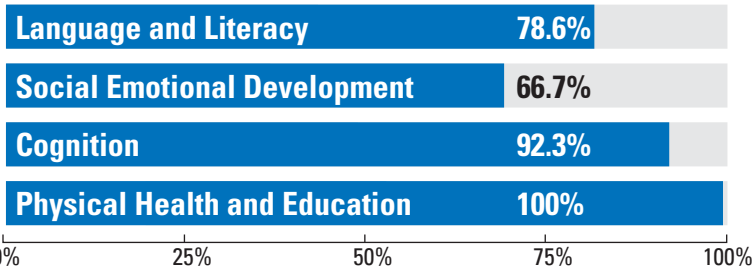 Language and Literacy 78.6%
Social Emotional Development 66.7%
Cognition 92.3%
Physical Health and Education 100%
0% 25% 50% 75% 100%